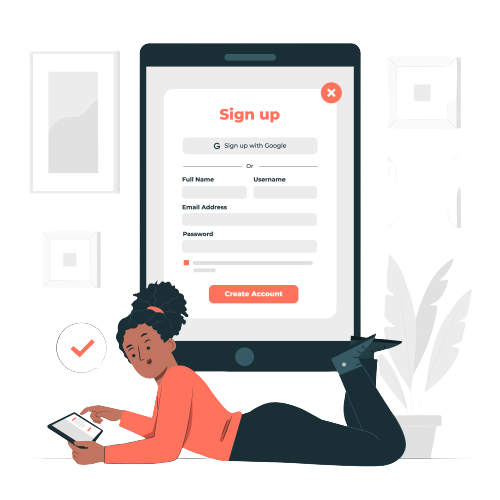 Sign up
G Sign up with Google
Or
Full Name Username
Email Address
Password
Create Account